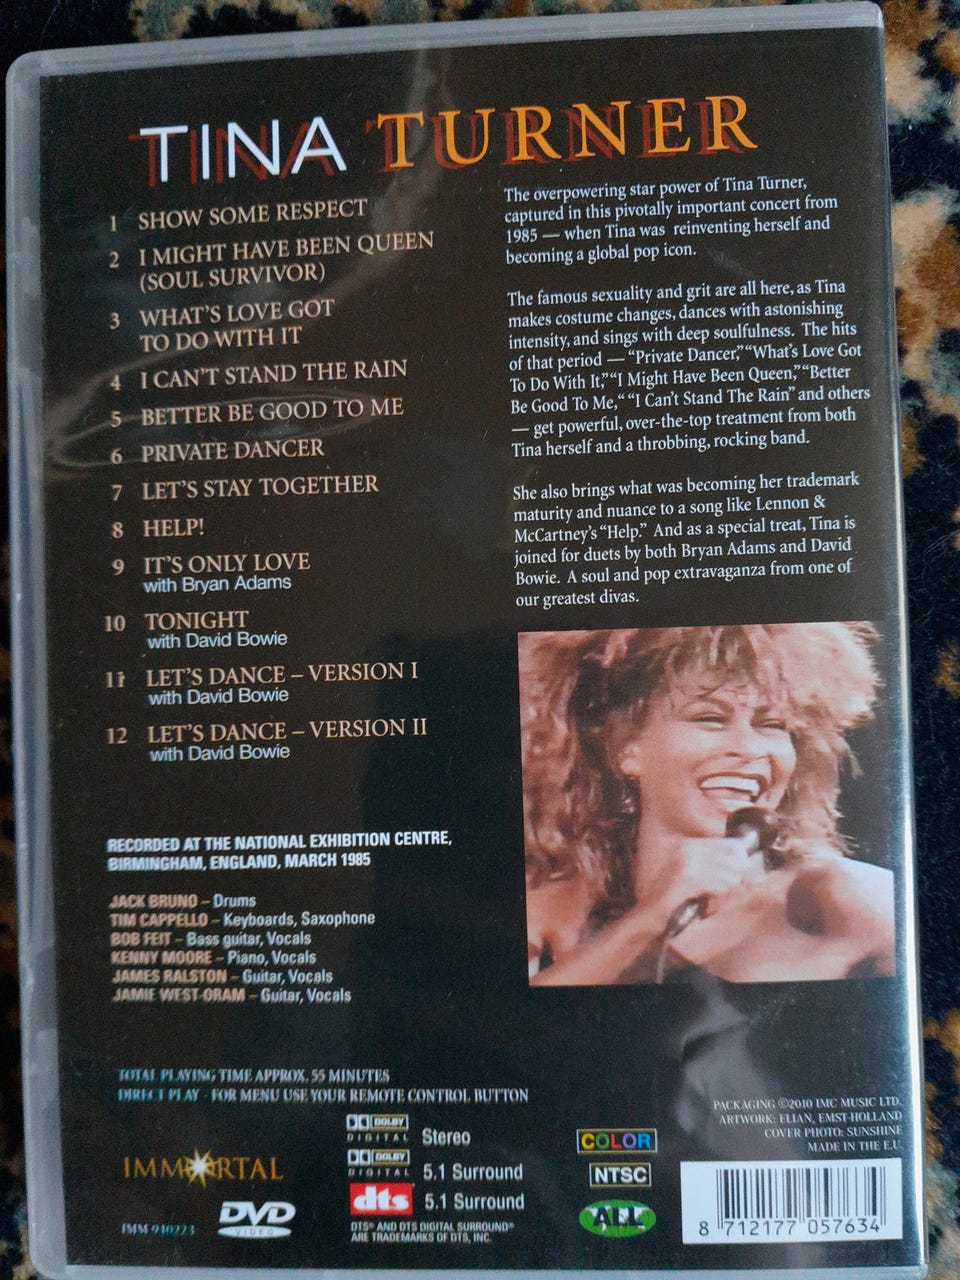 TINA TURNER
1 SHOW SOME RESPECT
2 I MIGHT HAVE BEEN QUEEN
(SOUL SURVIVOR)
3 WHAT'S LOVE GOT
TO DO WITH IT
4 I CAN'T STAND THE RAIN
5 BETTER BE GOOD TO ME
6 PRIVATE DANCER
7 LET'S STAY TOGETHER
8 HELP!
9 IT'S ONLY LOVE
with Bryan Adams
10 TONIGHT
with David Bowie
11 LET'S DANCE – VERSION I
with David Bowie
12 LET'S DANCE – VERSION II
with David Bowie
The overpowering star power of Tina Turner,
captured in this pivotally important concert from
1985 — when Tina was reinventing herself and
becoming a global pop icon.
The famous sexuality and grit are all here, as Tina
makes costume changes, dances with astonishing
intensity, and sings with deep soulfulness. The hits
of that period — "Private Dancer," "What's Love Got
To Do With It," "I Might Have Been Queen," "Better
Be Good To Me," "I Can't Stand The Rain" and others
— get powerful, over-the-top treatment from both
Tina herself and a throbbing, rocking band.
She also brings what was becoming her trademark
maturity and nuance to a song like Lennon &
McCartney's "Help." And as a special treat, Tina is
joined for duets by both Bryan Adams and David
Bowie. A soul and pop extravaganza from one of
our greatest divas.
RECORDED AT THE NATIONAL EXHIBITION CENTRE,
BIRMINGHAM, ENGLAND, MARCH 1985
JACK BRUNO – Drums
TIM CAPPELLO – Keyboards, Saxophone
BOB FEIT – Bass guitar, Vocals
KENNY MOORE – Piano, Vocals
JAMES RALSTON – Guitar, Vocals
JAMIE WEST-ORAM – Guitar, Vocals
TOTAL PLAYING TIME APPROX. 55 MINUTES
DIRECT PLAY - FOR MENU USE YOUR REMOTE CONTROL BUTTON
IMMORTAL
IMM 940223
DVD
VIDEO
DOLBY
DIGITAL Stereo
DOLBY
DIGITAL 5.1 Surround
dts 5.1 Surround
DTS® AND DTS DIGITAL SURROUND®
ARE TRADEMARKS OF DTS, INC.
COLOR
NTSC
ALL
PACKAGING ©2010 IMC MUSIC LTD.
ARTWORK: ELIAN, EMST-HOLLAND
COVER PHOTO: SUNSHINE
MADE IN THE E.U.
8 712177 057634